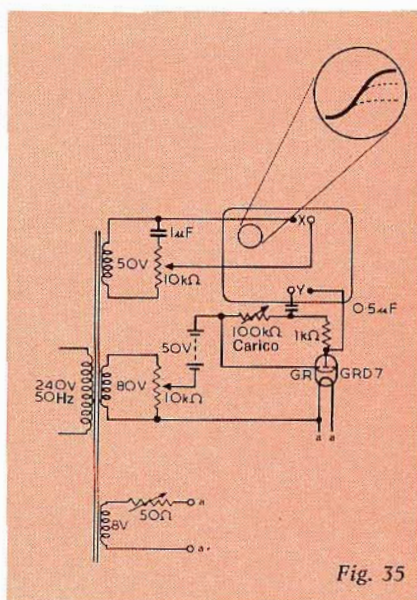 X
1µF
50V
10kΩ
Y
0.5µF
100kΩ
Carico
1kΩ
50V
GR
GRD7
240V
50Hz
80V
10kΩ
a a
a
50Ω
8V
a
Fig. 35